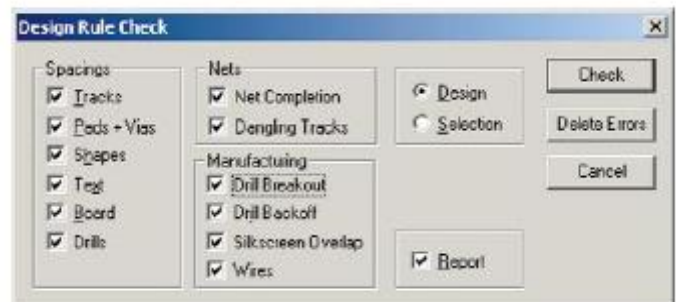 Design Rule Check
Spacings
Tracks
Pads + Vias
Shapes
Text
Board
Drills
Nets
Net Completion
Dangling Tracks
Manufacturing
Drill Breakout
Drill Backoff
Silkscreen Overlap
Wires
Design
Selection
Report
Check
Delete Errors
Cancel